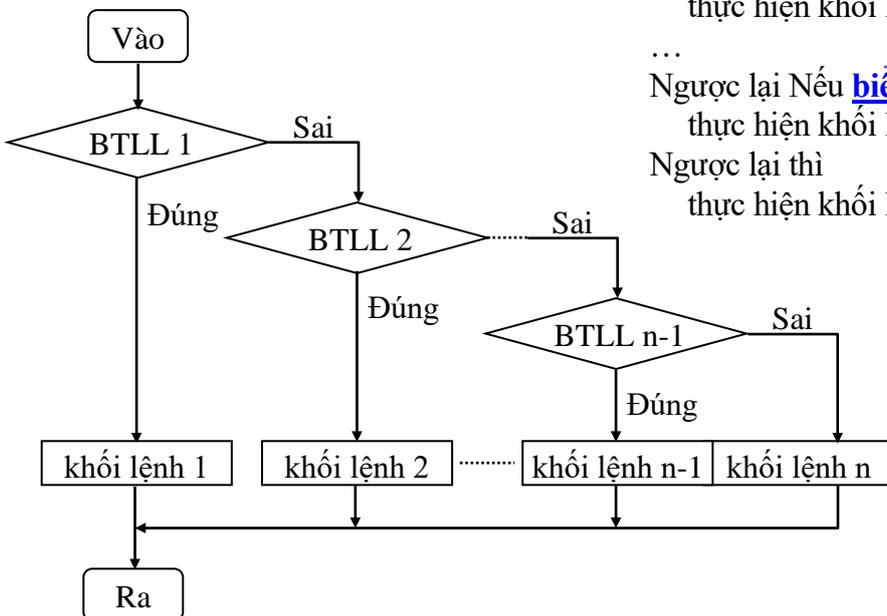 thực hiện khối
…
Ngược lại Nếu
thực hiện khối
Ngược lại thì
thực hiện khối
Vào
BTLL 1
Sai
Đúng
BTLL 2
Sai
Đúng
BTLL n-1
Sai
Đúng
khối lệnh 1
khối lệnh 2
khối lệnh n-1
khối lệnh n
Ra